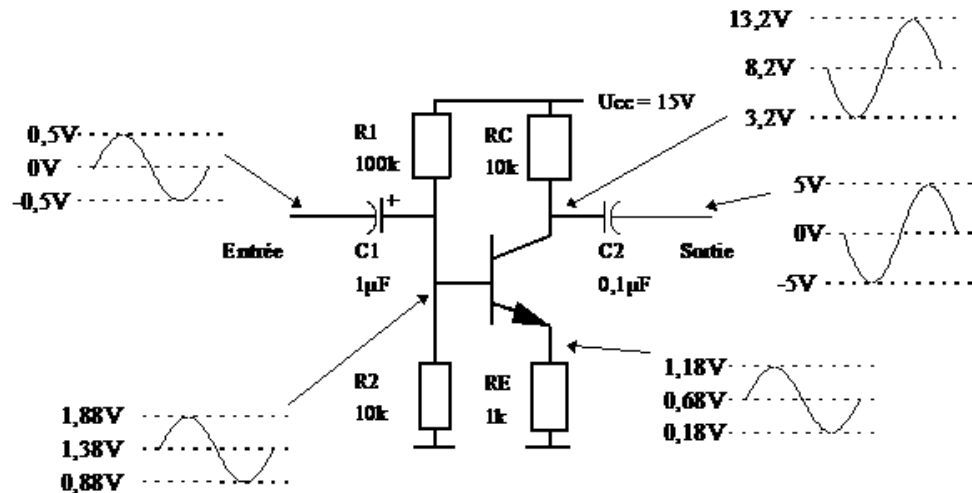 13,2V
8,2V
3,2V
Ucc = 15V
0,5V
0V
-0,5V
R1
100k
RC
10k
+
5V
0V
-5V
Entrée
C1
1µF
C2
0,1µF
Sortie
1,88V
1,38V
0,88V
R2
10k
RE
1k
1,18V
0,68V
0,18V